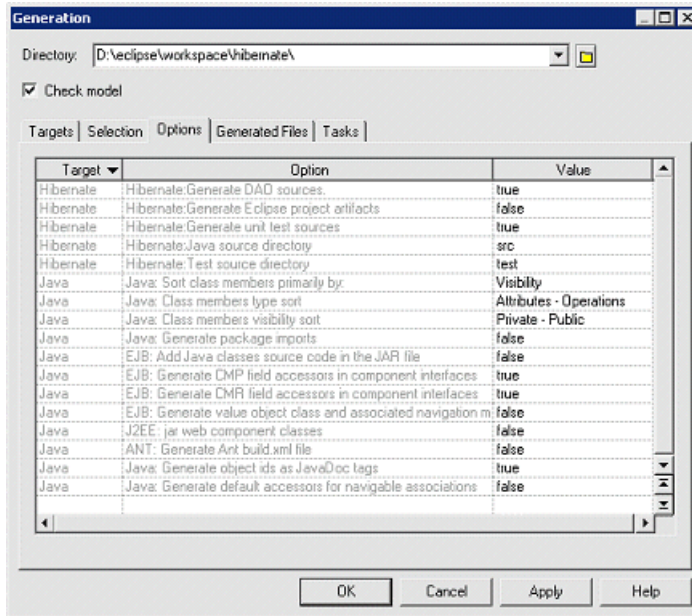 Generation
Directory: D:\eclipse\workspace\hibernate\
Check model
Targets Selection Options Generated Files Tasks
Target Option Value
Hibernate Hibernate:Generate DAO sources. true
Hibernate Hibernate:Generate Eclipse project artifacts false
Hibernate Hibernate:Generate unit test sources true
Hibernate Hibernate:Java source directory src
Hibernate Hibernate:Test source directory test
Java Java: Sort class members primarily by: Visibility
Java Java: Class members type sort Attributes - Operations
Java Java: Class members visibility sort Private - Public
Java Java: Generate package imports false
Java EJB: Add Java classes source code in the JAR file false
Java EJB: Generate CMP field accessors in component interfaces true
Java EJB: Generate CMR field accessors in component interfaces true
Java EJB: Generate value object class and associated navigation m false
Java J2EE: jar web component classes false
Java ANT: Generate Ant build.xml file false
Java Java: Generate object ids as JavaDoc tags true
Java Java: Generate default accessors for navigable associations false
OK Cancel Apply Help